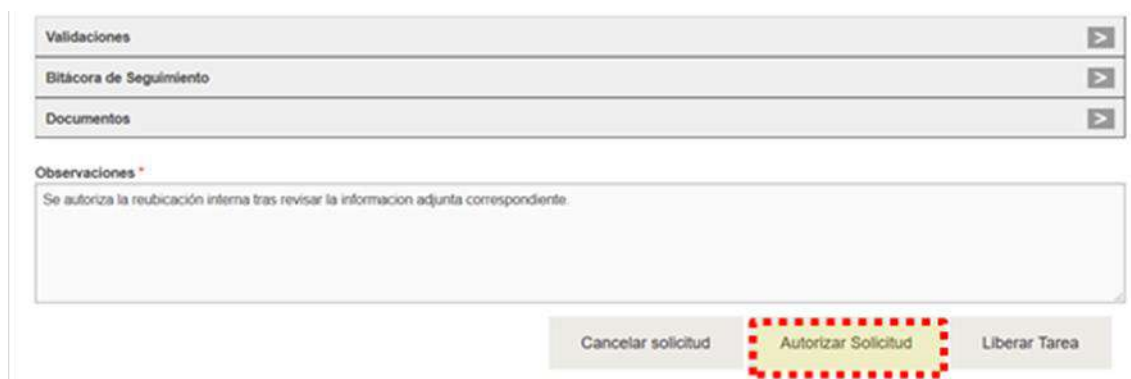 Validaciones >
Bitácora de Seguimiento >
Documentos >
Observaciones *
Se autoriza la reubicación interna tras revisar la informacion adjunta correspondiente.
Cancelar solicitud Autorizar Solicitud Liberar Tarea